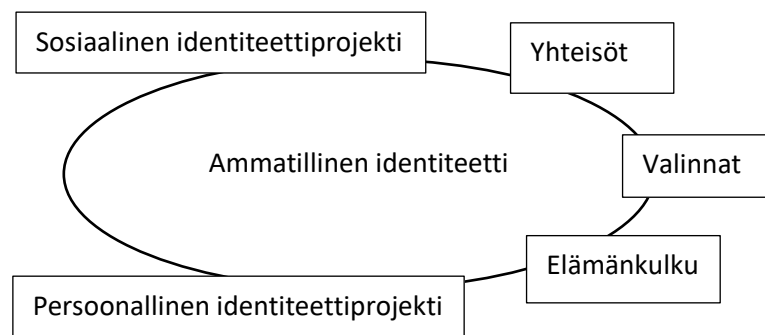 Sosiaalinen identiteettiprojekti
Yhteisöt
Ammatillinen identiteetti
Valinnat
Elämänkulku
Persoonallinen identiteettiprojekti